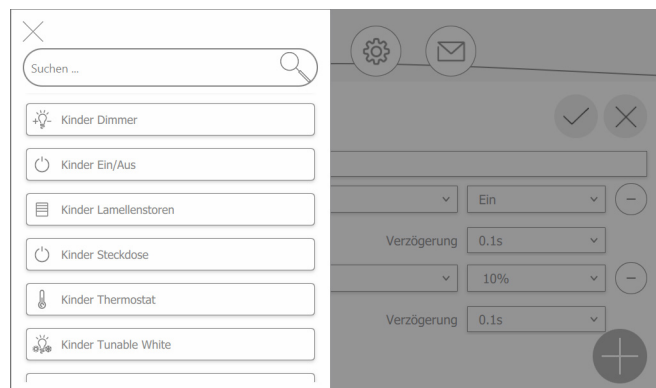 Suchen ...
Kinder Dimmer
Kinder Ein/Aus
Kinder Lamellenstoren
Kinder Steckdose
Kinder Thermostat
Kinder Tunable White
Ein
Verzögerung 0.1s
10%
Verzögerung 0.1s